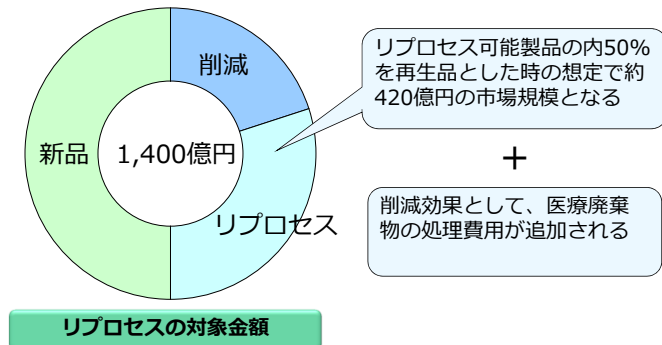 削減
新品
1,400億円
リプロセス
リプロセス可能製品の内50%
を再生品とした時の想定で約
420億円の市場規模となる
+
削減効果として、医療廃棄
物の処理費用が追加される
リプロセスの対象金額